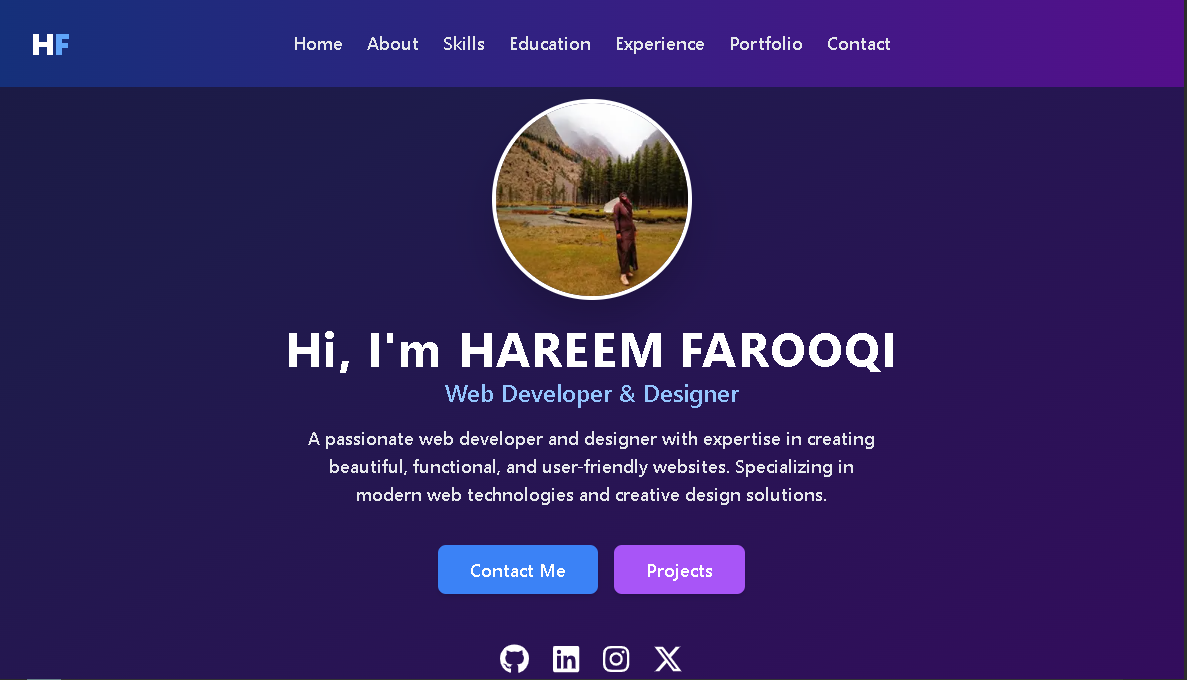 HF
Home About Skills Education Experience Portfolio Contact
Hi, I'm HAREEM FAROOQI
Web Developer & Designer
A passionate web developer and designer with expertise in creating
beautiful, functional, and user-friendly websites. Specializing in
modern web technologies and creative design solutions.
Contact Me Projects